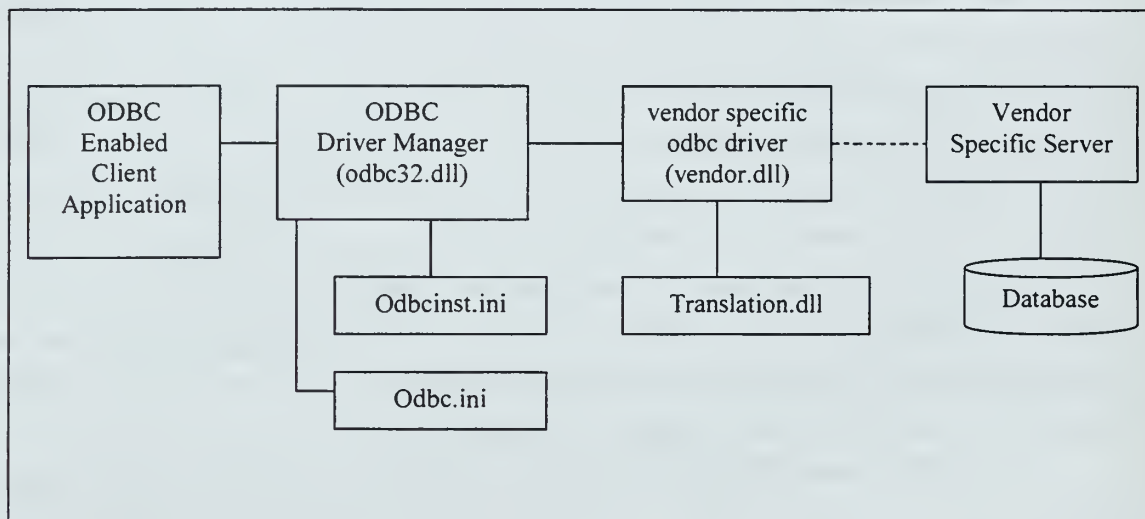 ODBC
Enabled
Client
Application
ODBC
Driver Manager
(odbc32.dll)
vendor specific
odbc driver
(vendor.dll)
Vendor
Specific Server
Odbcinst.ini
Translation.dll
Database
Odbc.ini